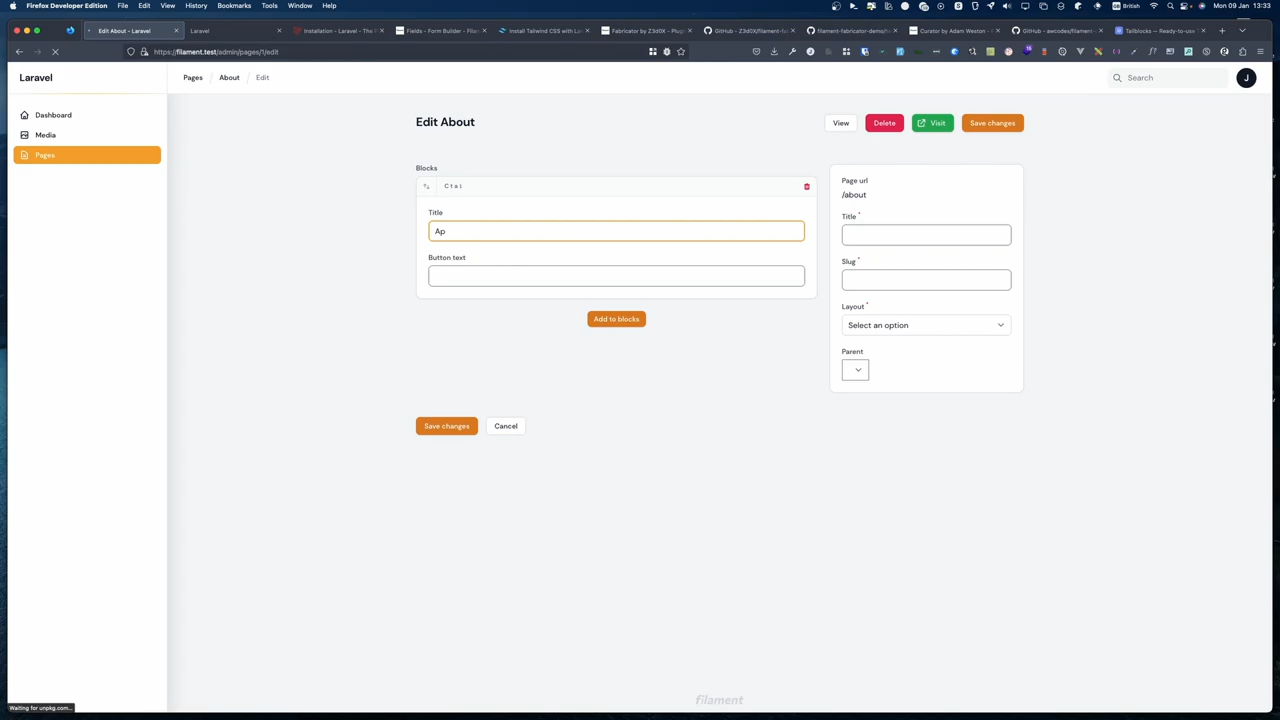 Firefox Developer Edition File Edit View History Bookmarks Tools Window Help British Mon 09 Jan 13:33
Edit About - Laravel Laravel Installation - Laravel - The Fields - Form Builder - Filam Install Tailwind CSS with La Fabricator by Z3d0X - Plug GitHub - Z3d0X/filament-fa filament-fabricator-demo/re Curator by Adam Weston - F GitHub - awcodes/filament- Tailblocks — Ready-to-use
https://filament.test/admin/pages/1/edit
Laravel
Pages / About / Edit
Search
J
Dashboard
Media
Pages
Edit About
View Delete Visit Save changes
Blocks
Cta 1
Title
Ap
Button text
Add to blocks
Page url
/about
Title *
Slug *
Layout *
Select an option
Parent
Save changes Cancel
filament
Waiting for unpkg.com...